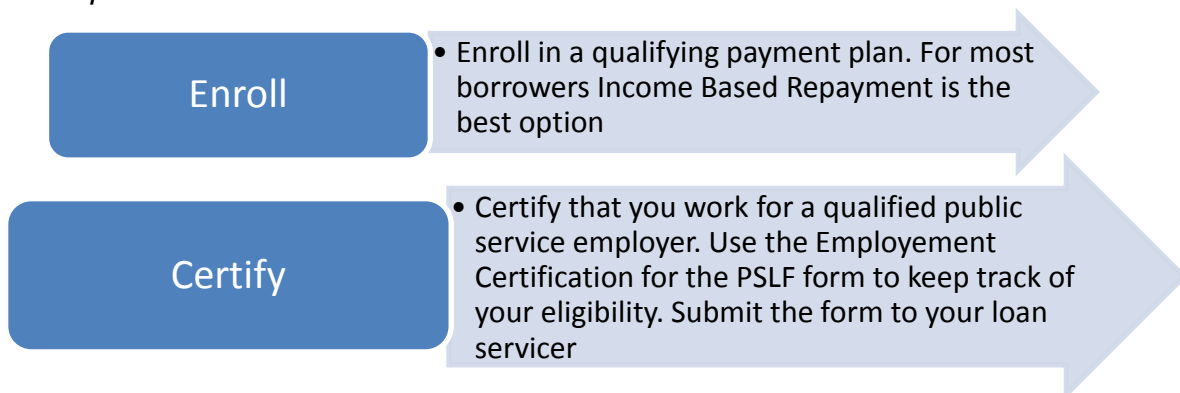 Enroll
• Enroll in a qualifying payment plan. For most
borrowers Income Based Repayment is the
best option
Certify
• Certify that you work for a qualified public
service employer. Use the Employement
Certification for the PSLF form to keep track of
your eligibility. Submit the form to your loan
servicer